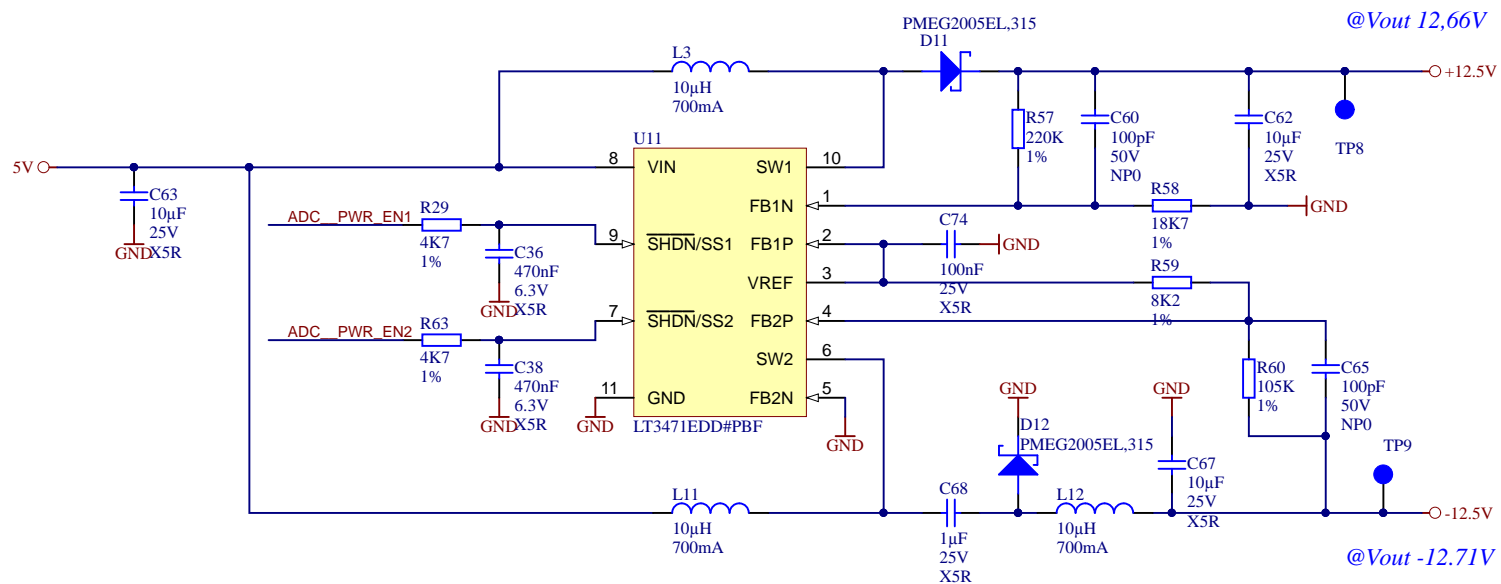 @Vout 12,66V
PMEG2005EL,315
D11
L3
10µH
700mA
+12.5V
R57
220K
1%
C60
100pF
50V
NP0
C62
10µF
25V
X5R
TP8
U11
5V
8
VIN
SW1
10
C63
10µF
25V
X5R
GND
FB1N
1
R58
18K7
1%
GND
ADC__PWR_EN1
R29
4K7
1%
9
SHDN/SS1
FB1P
2
C74
100nF
25V
X5R
GND
C36
470nF
6.3V
X5R
GND
VREF
3
R59
8K2
1%
ADC__PWR_EN2
R63
4K7
1%
7
SHDN/SS2
FB2P
4
C38
470nF
6.3V
X5R
GND
SW2
6
R60
105K
1%
C65
100pF
50V
NP0
11
GND
FB2N
5
GND
LT3471EDD#PBF
GND
GND
D12
PMEG2005EL,315
GND
C67
10µF
25V
X5R
TP9
L11
10µH
700mA
C68
1µF
25V
X5R
L12
10µH
700mA
-12.5V
@Vout -12.71V